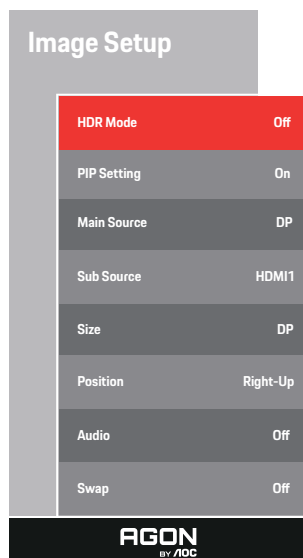 Image Setup
HDR Mode Off
PIP Setting On
Main Source DP
Sub Source HDMI1
Size DP
Position Right-Up
Audio Off
Swap Off
AGON
BY AOC